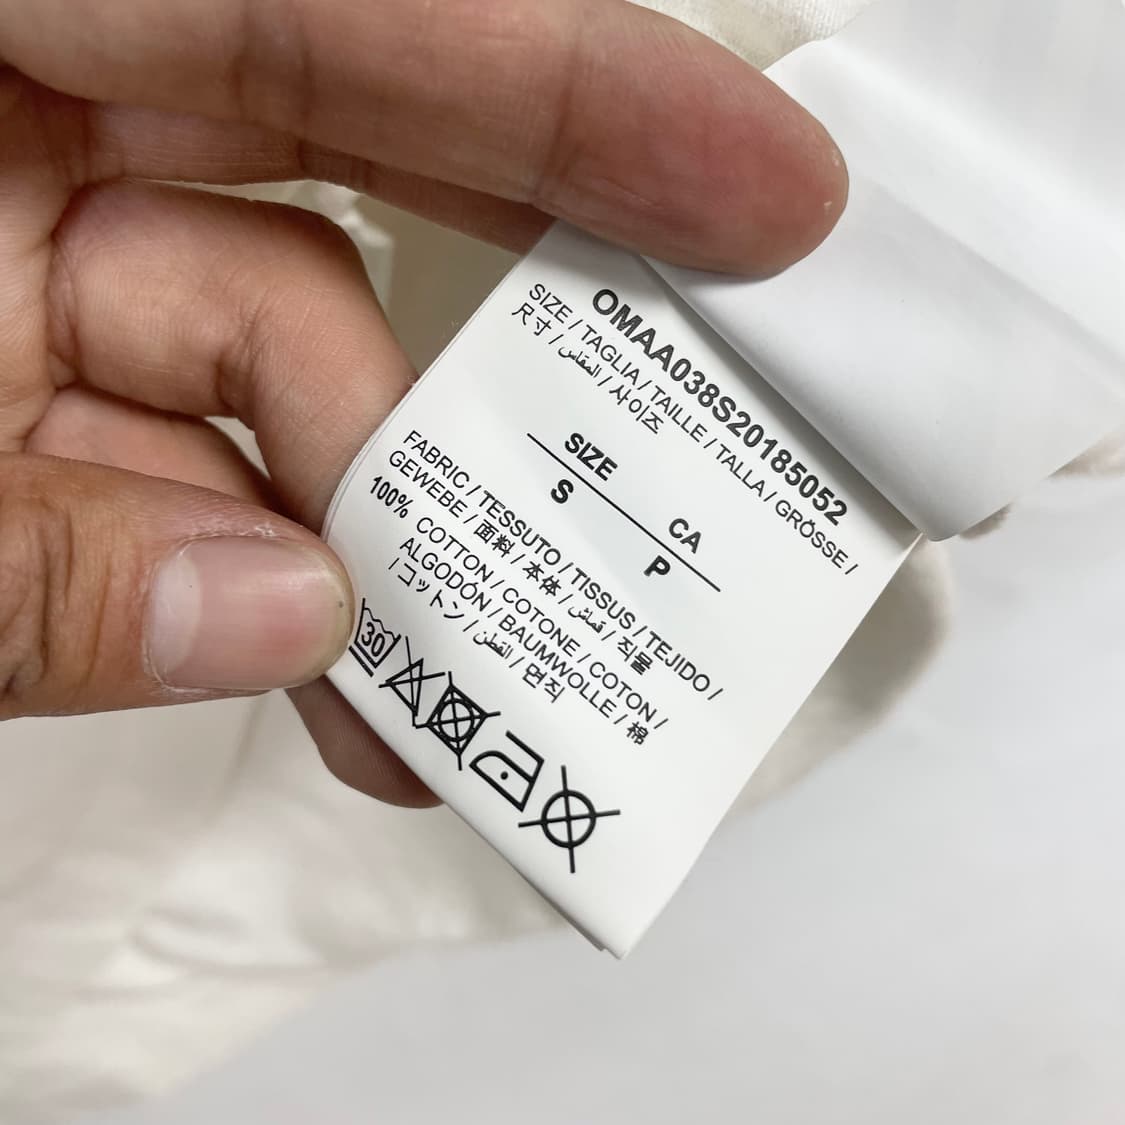 OMAA038S20185052
SIZE / TAGLIA / TAILLE / TALLA / GRÖSSE /
尺寸 / المقاس / 사이즈
SIZE CA
S P
FABRIC / TESSUTO / TISSUS / TEJIDO /
GEWEBE / 面料 / 本体 / قماش / 직물
100% COTTON / COTONE / COTON /
ALGODÓN / BAUMWOLLE / 棉
/ コットン / القطن / 면직
30